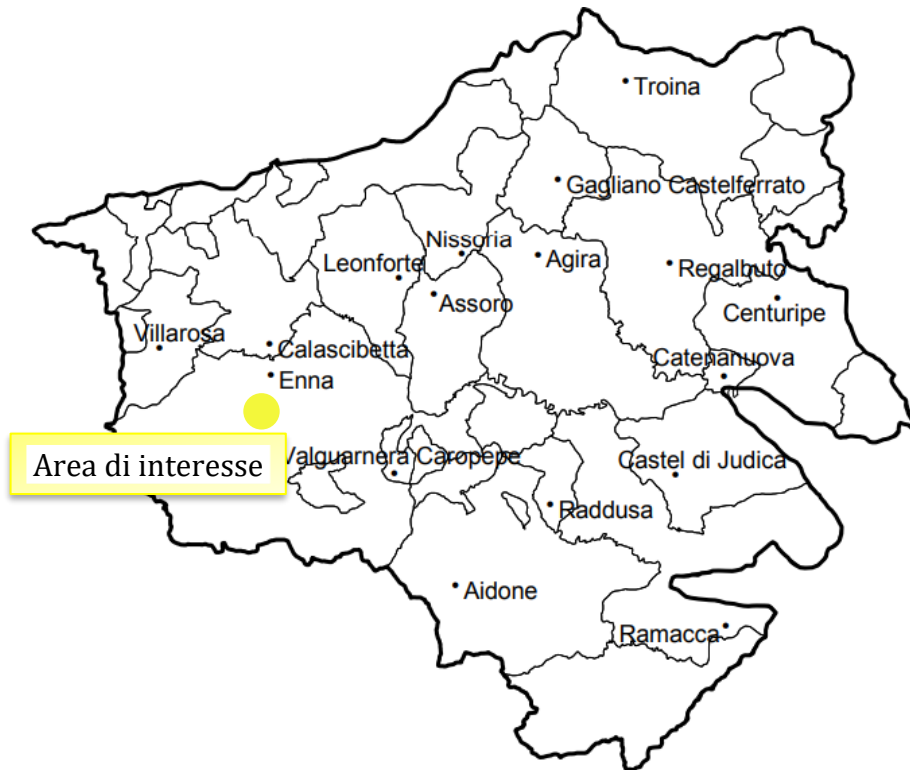 Troina
Gagliano Castelferrato
Nissoria
Agira
Leonforte
Regalbuto
Assoro
Centuripe
Villarosa
Calascibetta
Catenanuova
Enna
Area di interesse
Valguarnera Caropepe
Castel di Judica
Raddusa
Aidone
Ramacca